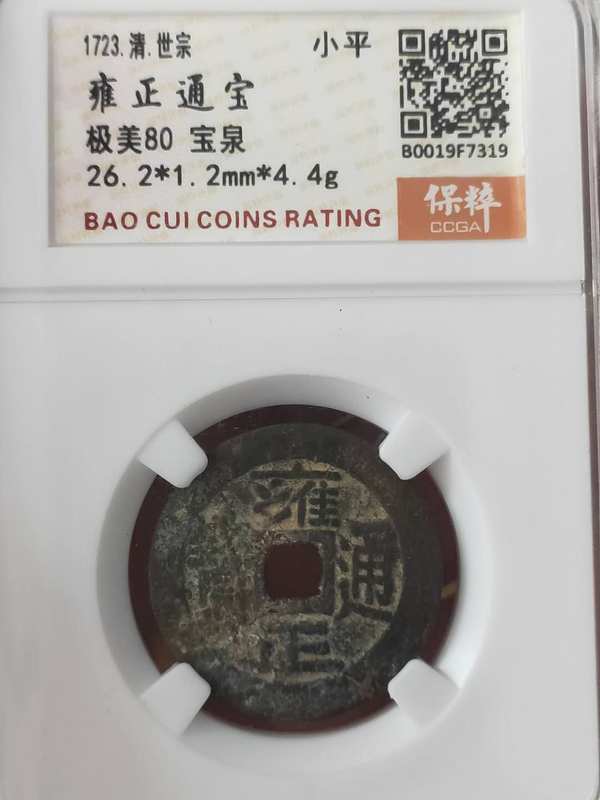 1723.清.世宗 小平
雍正通宝
极美80 宝泉
26.2*1.2mm*4.4g
BAO CUI COINS RATING
B0019F7319
保粹
CCGA
雍
正
通